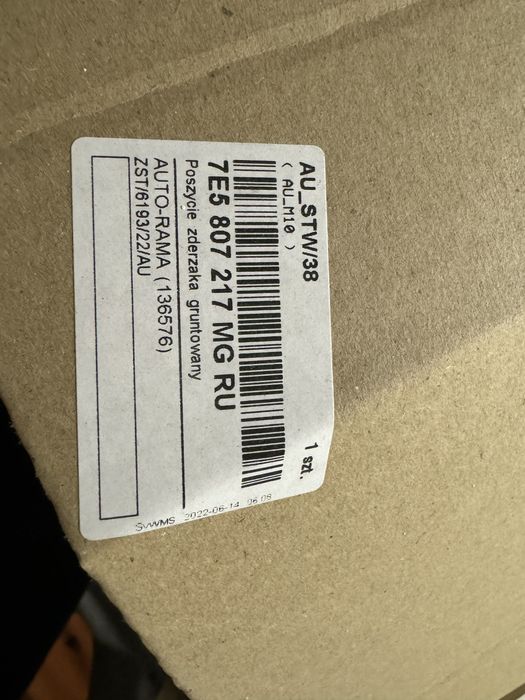 AU_STW/38
( AU_M10 )
1 szt.
7E5 807 217 MG RU
Poszycie zderzaka gruntowany
AUTO-RAMA (136576)
ZST/6193/22/AU
SVWMS 2022-06-14 06:08